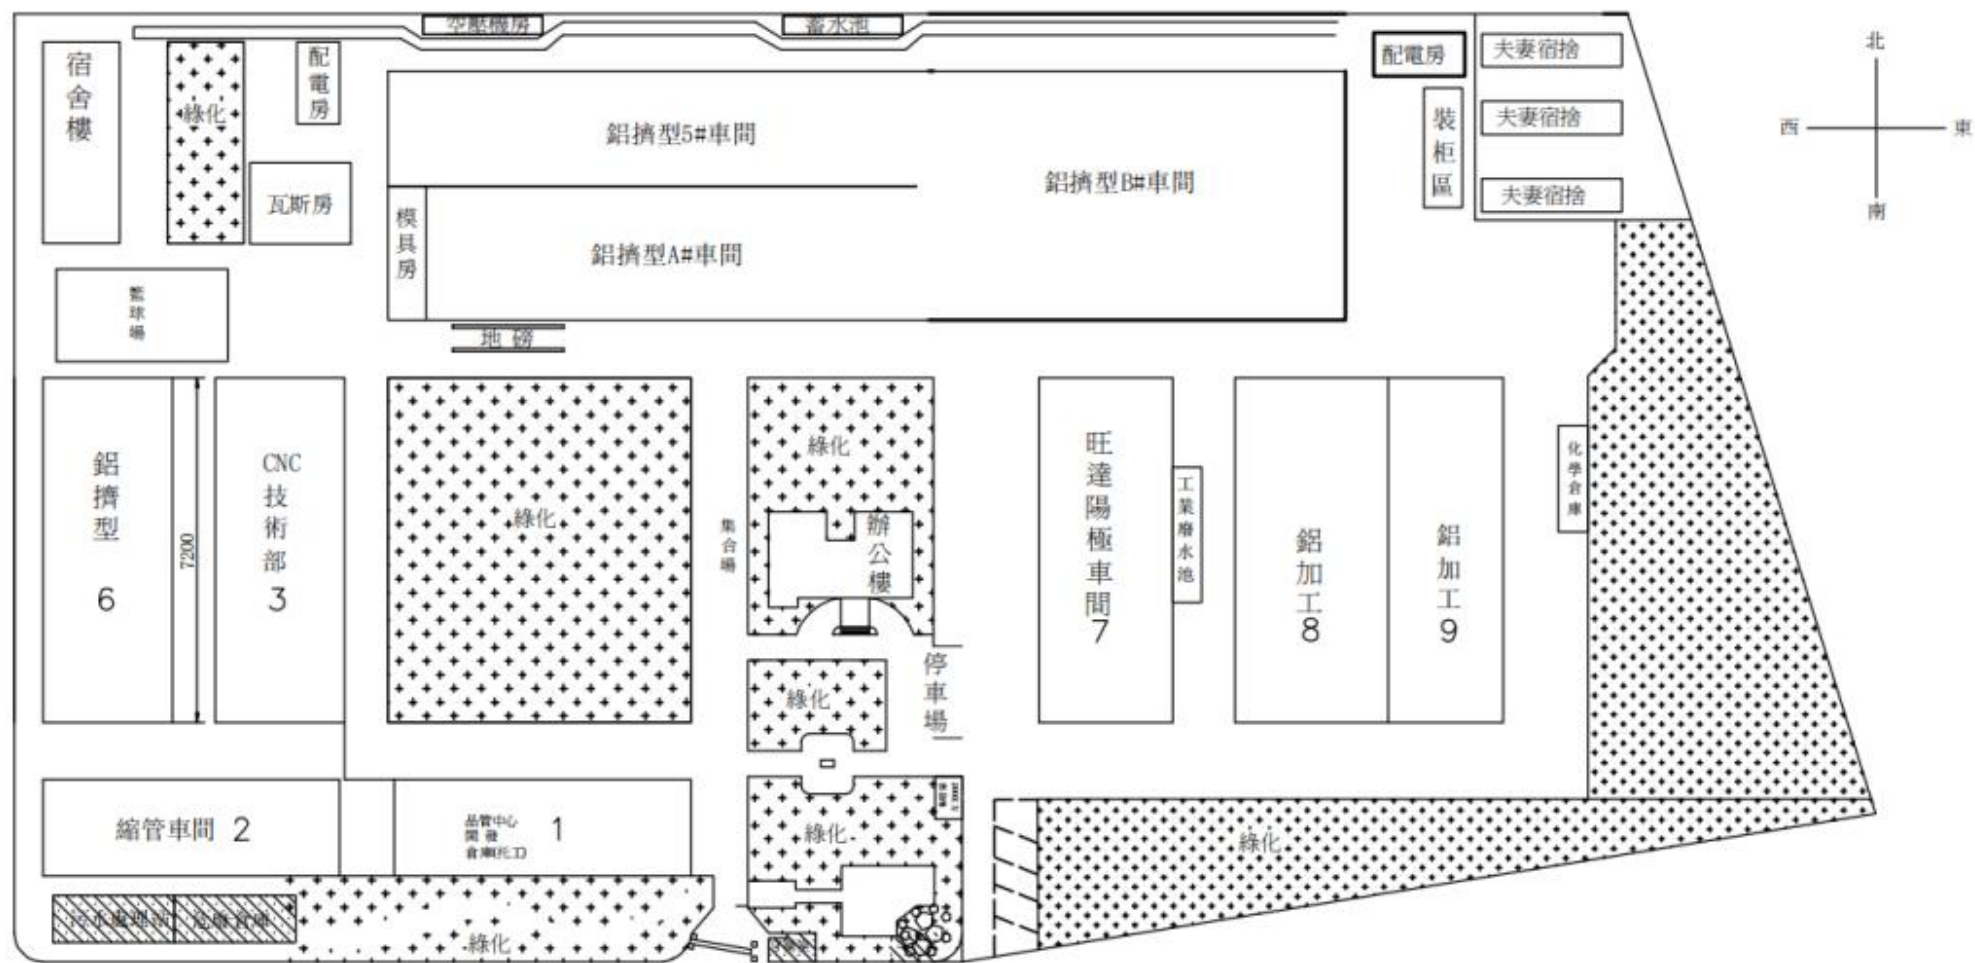 空壓機房
蓄水池
宿舍樓
綠化
配電房
配電房
夫妻宿捨
北
西
東
南
鋁擠型5#車間
夫妻宿捨
裝柜區
鋁擠型B#車間
瓦斯房
夫妻宿捨
模具房
鋁擠型A#車間
籃球場
地磅
鋁擠型
6
7200
CNC
技術部
3
綠化
綠化
集合場
辦公樓
旺達陽極車間
7
工業廢水池
鋁加工
8
鋁加工
9
化學倉庫
綠化
停車場
縮管車間 2
品管中心
開發
倉庫(托工)
1
綠化
綠化
污水處理站
危廢倉庫
綠化